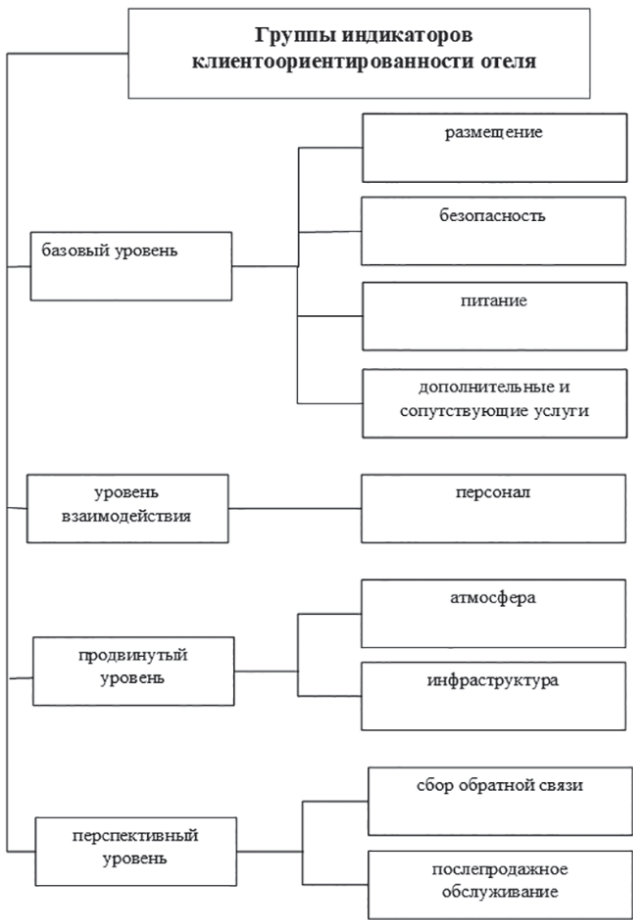 Группы индикаторов
клиентоориентированности отеля
базовый уровень
размещение
безопасность
питание
дополнительные и
сопутствующие услуги
уровень
взаимодействия
персонал
продвинутый
уровень
атмосфера
инфраструктура
перспективный
уровень
сбор обратной связи
послепродажное
обслуживание